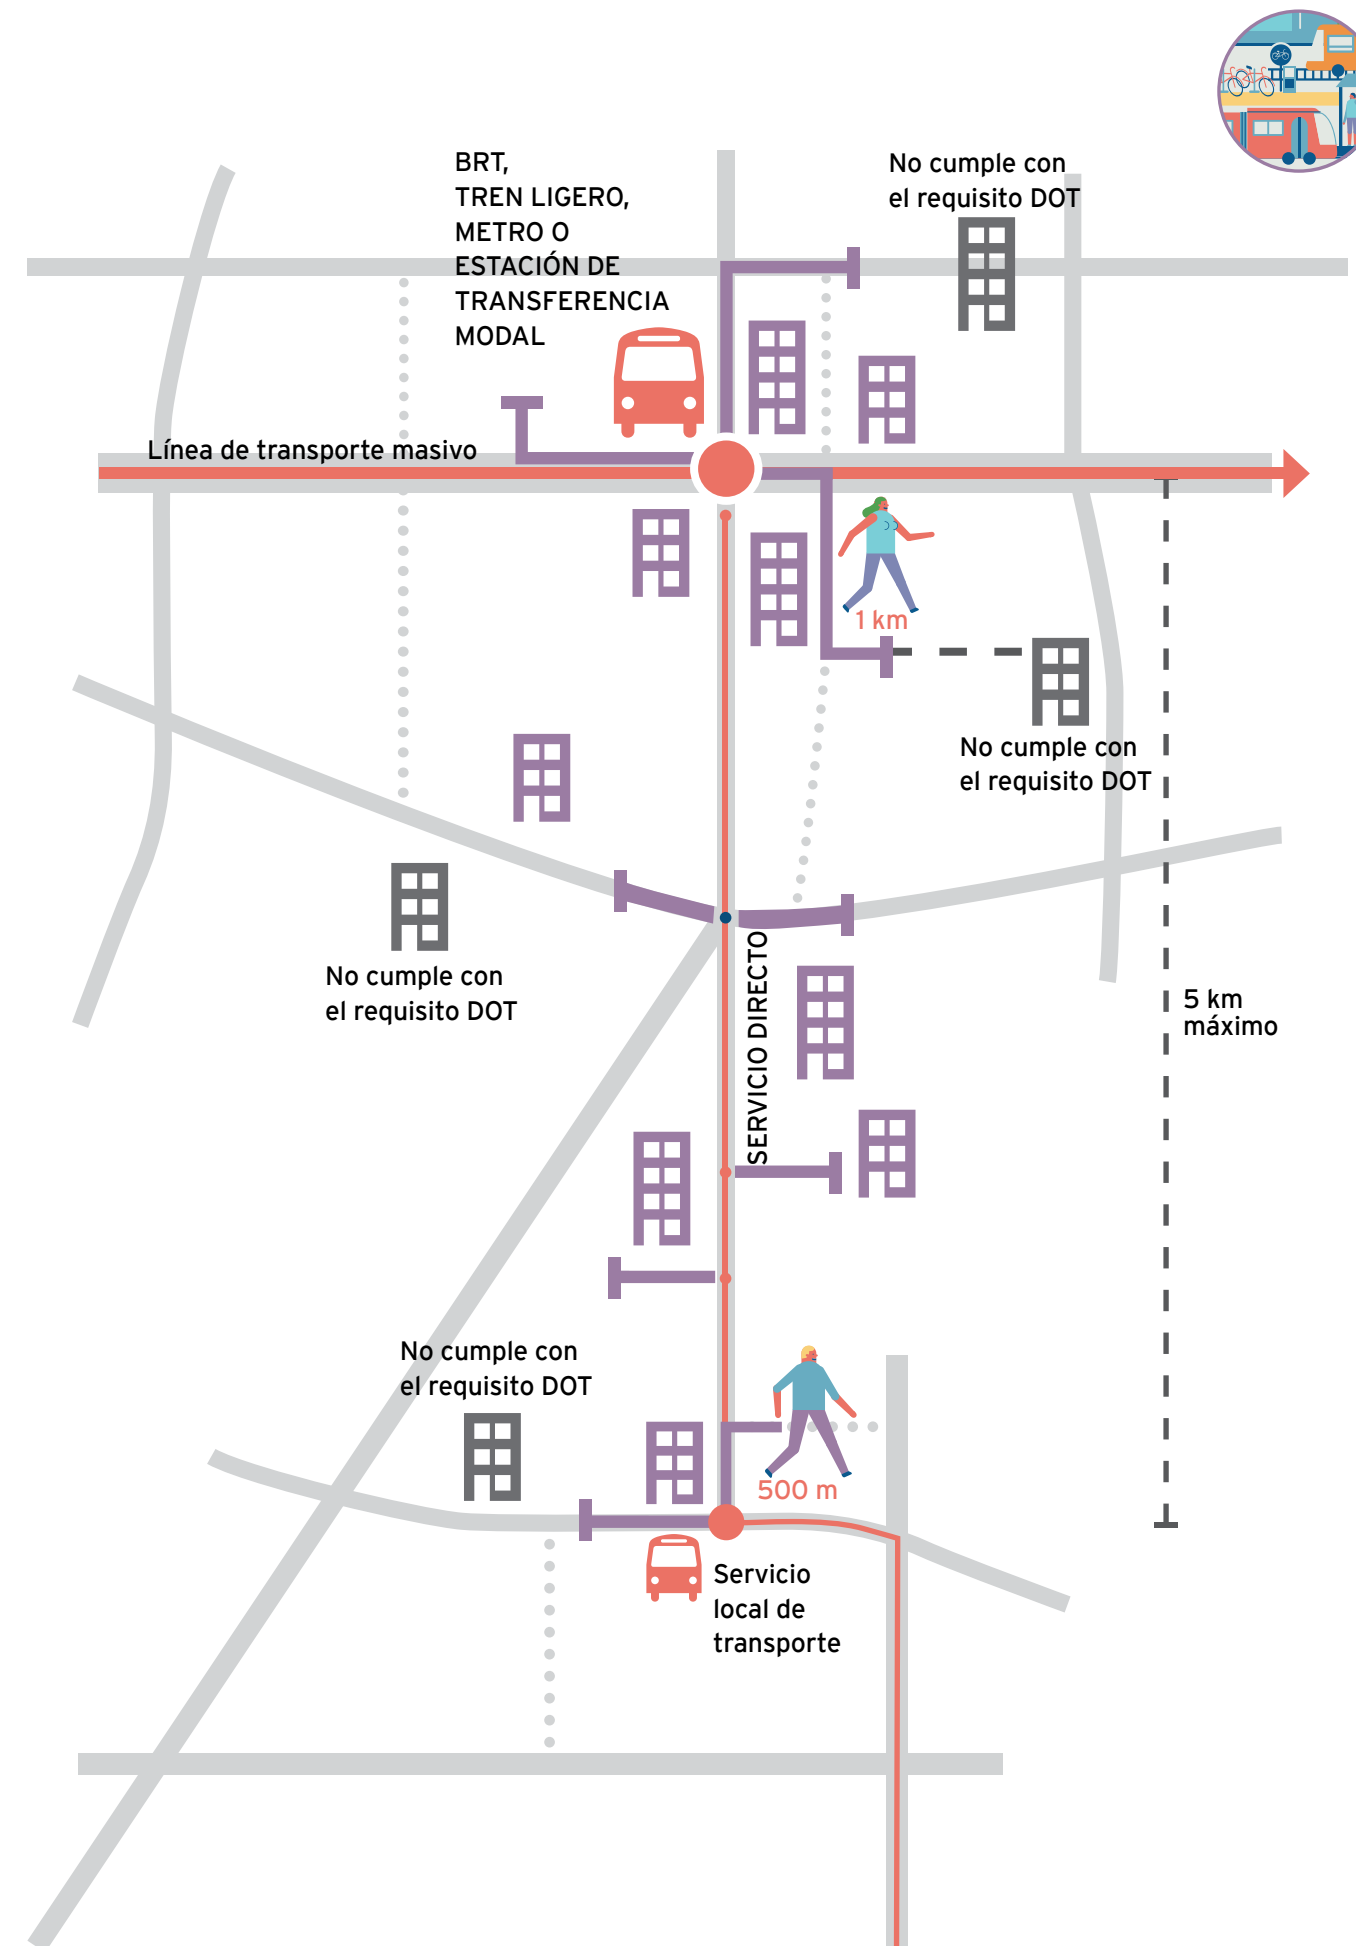 BRT,
TREN LIGERO,
METRO O
ESTACIÓN DE
TRANSFERENCIA
MODAL
No cumple con
el requisito DOT
Línea de transporte masivo
1 km
No cumple con
el requisito DOT
No cumple con
el requisito DOT
SERVICIO DIRECTO
5 km
máximo
No cumple con
el requisito DOT
500 m
Servicio
local de
transporte